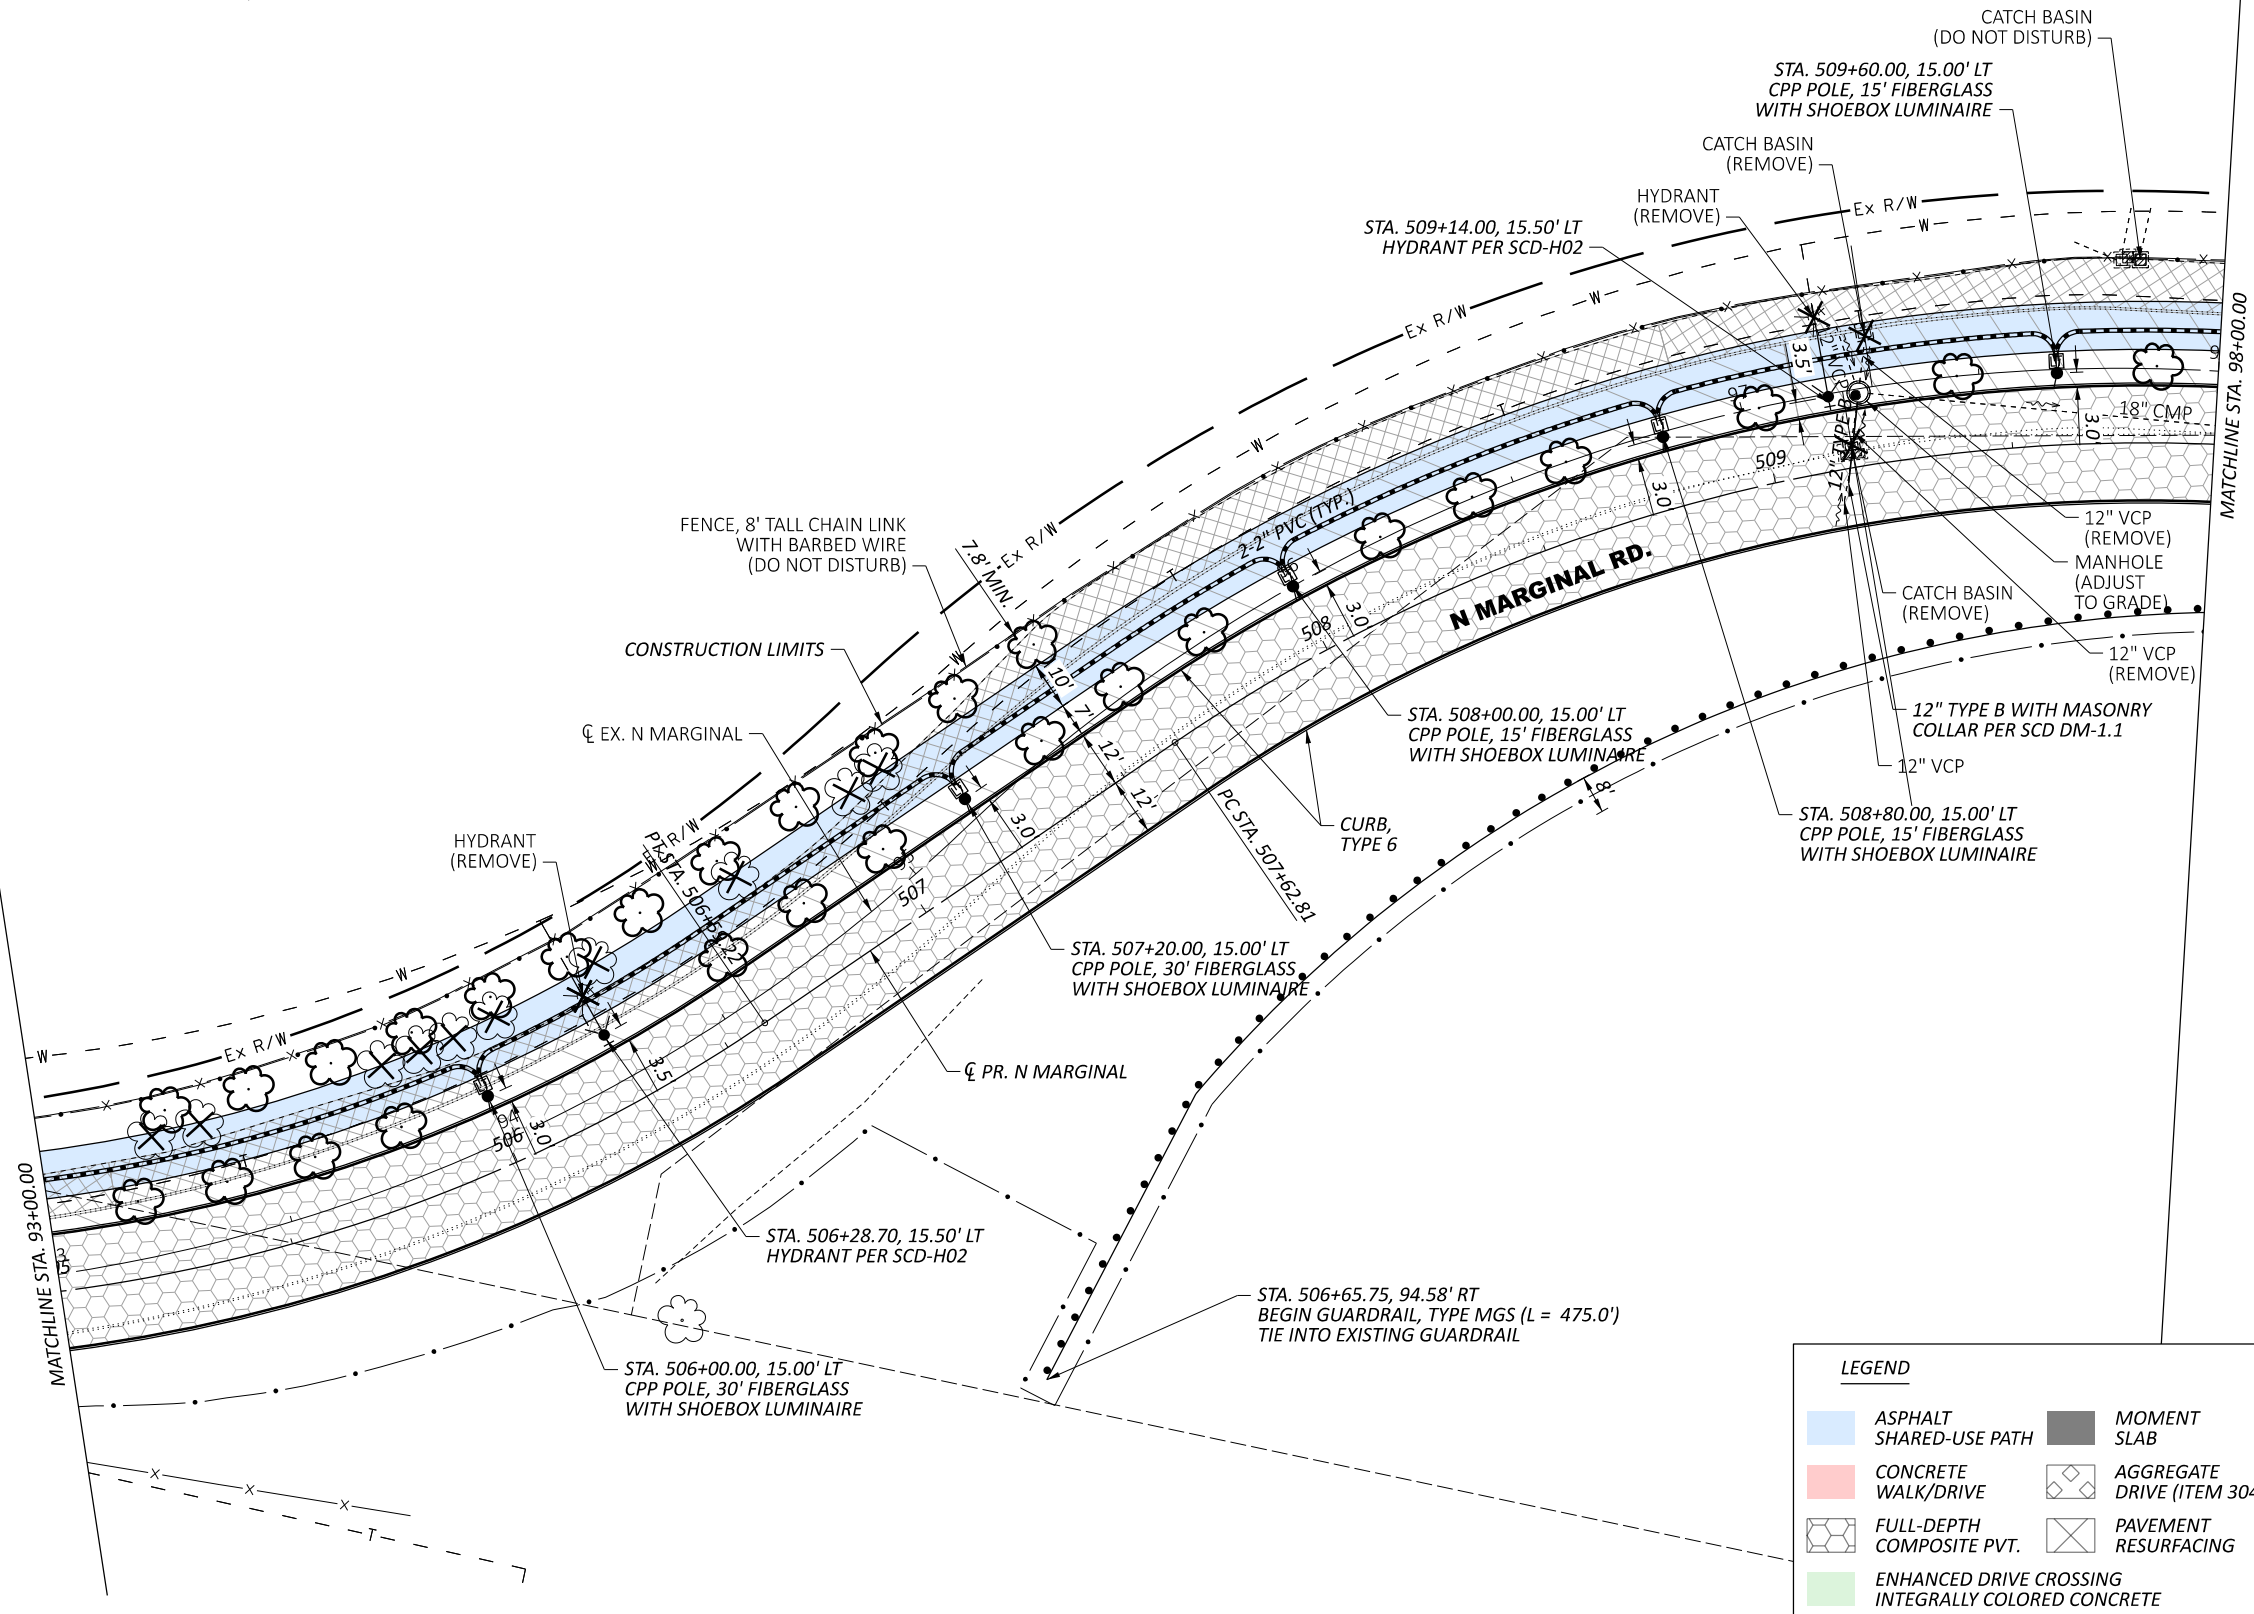 CATCH BASIN
(DO NOT DISTURB)
STA. 509+60.00, 15.00' LT
CPP POLE, 15' FIBERGLASS
WITH SHOEBOX LUMINAIRE
CATCH BASIN
(REMOVE)
HYDRANT
(REMOVE)
STA. 509+14.00, 15.50' LT
HYDRANT PER SCD-H02
Ex R/W
W
W
Ex R/W
W
Ex R/W
W
W
Ex R/W
W
Ex R/W
W
MATCHLINE STA. 98+00.00
3.5'
97
18" CMP
3.0'
509
12" TYPE B
3.0'
2-2" PVC (TYP.)
N MARGINAL RD.
508
3.0'
12" VCP
(REMOVE)
MANHOLE
(ADJUST
TO GRADE)
CATCH BASIN
(REMOVE)
12" VCP
(REMOVE)
12" TYPE B WITH MASONRY
COLLAR PER SCD DM-1.1
12" VCP
FENCE, 8' TALL CHAIN LINK
WITH BARBED WIRE
(DO NOT DISTURB)
7.8' MIN.
CONSTRUCTION LIMITS
℄ EX. N MARGINAL
10'
7'
12'
12'
STA. 508+00.00, 15.00' LT
CPP POLE, 15' FIBERGLASS
WITH SHOEBOX LUMINAIRE
8'
STA. 508+80.00, 15.00' LT
CPP POLE, 15' FIBERGLASS
WITH SHOEBOX LUMINAIRE
CURB,
TYPE 6
PC STA. 507+62.81
3.0'
507
HYDRANT
(REMOVE)
STA. 507+20.00, 15.00' LT
CPP POLE, 30' FIBERGLASS
WITH SHOEBOX LUMINAIRE
℄ PR. N MARGINAL
3.5'
94
506
3.0'
MATCHLINE STA. 93+00.00
STA. 506+28.70, 15.50' LT
HYDRANT PER SCD-H02
STA. 506+65.75, 94.58' RT
BEGIN GUARDRAIL, TYPE MGS (L = 475.0')
TIE INTO EXISTING GUARDRAIL
STA. 506+00.00, 15.00' LT
CPP POLE, 30' FIBERGLASS
WITH SHOEBOX LUMINAIRE
T
LEGEND
ASPHALT
SHARED-USE PATH
MOMENT
SLAB
CONCRETE
WALK/DRIVE
AGGREGATE
DRIVE (ITEM 304
FULL-DEPTH
COMPOSITE PVT.
PAVEMENT
RESURFACING
ENHANCED DRIVE CROSSING
INTEGRALLY COLORED CONCRETE